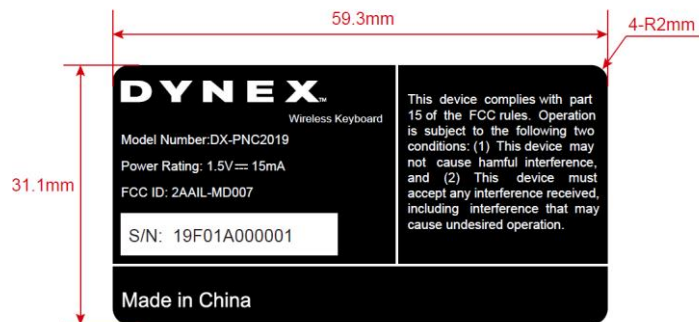 59.3mm
4-R2mm
31.1mm
DYNEX™
Wireless Keyboard
Model Number:DX-PNC2019
Power Rating: 1.5V⎓ 15mA
FCC ID: 2AAIL-MD007
S/N: 19F01A000001
This device complies with part
15 of the FCC rules. Operation
is subject to the following two
conditions: (1) This device may
not cause hamful interference,
and (2) This device must
accept any interference received,
including interference that may
cause undesired operation.
Made in China